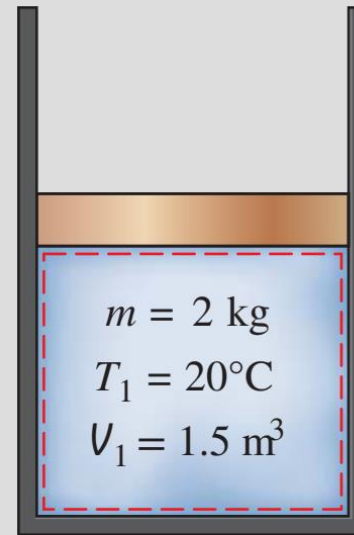 m = 2 kg
T₁ = 20°C
V₁ = 1.5 m³